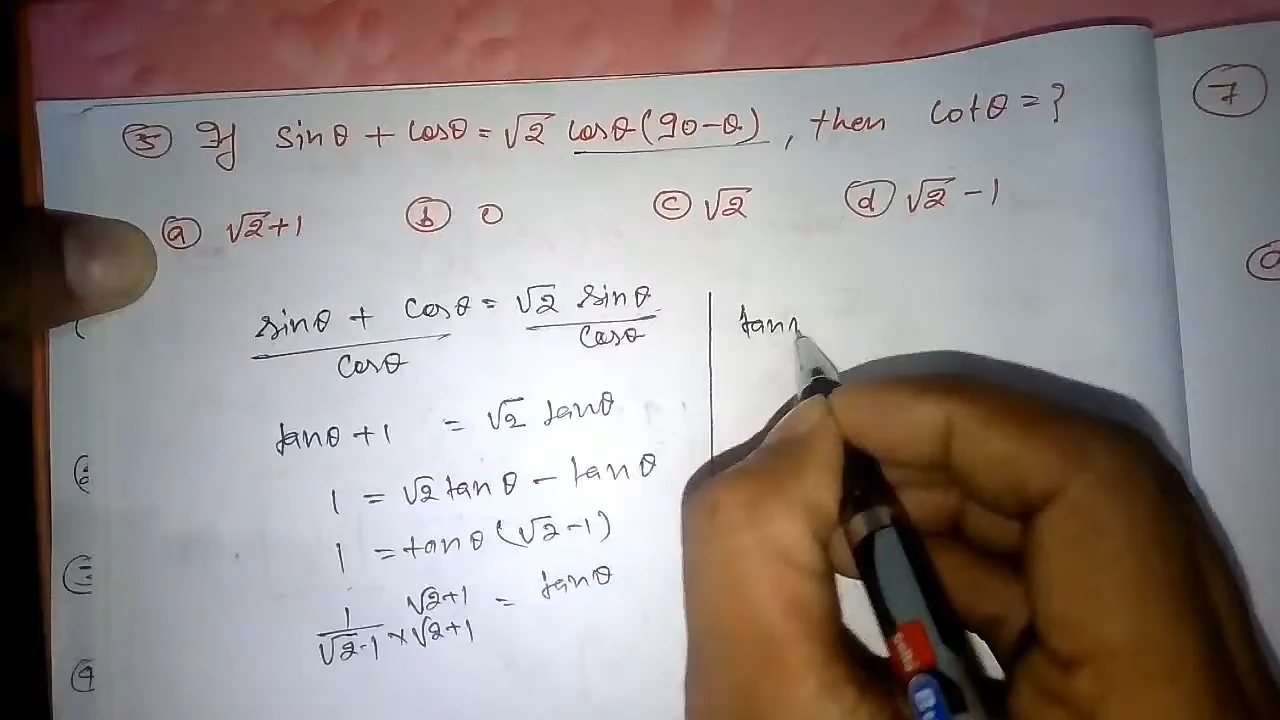 ⑤ If sinθ + cosθ = √2 cosθ(90-θ), then cotθ = ?
ⓐ √2+1 ⓑ 0 ⓒ √2 ⓓ √2 - 1
sinθ + cosθ / cosθ = √2 sinθ / cosθ
tanθ + 1 = √2 tanθ
1 = √2 tanθ - tanθ
1 = tanθ (√2-1)
1/√2-1 × √2+1/√2+1 = tanθ
tan
⑦